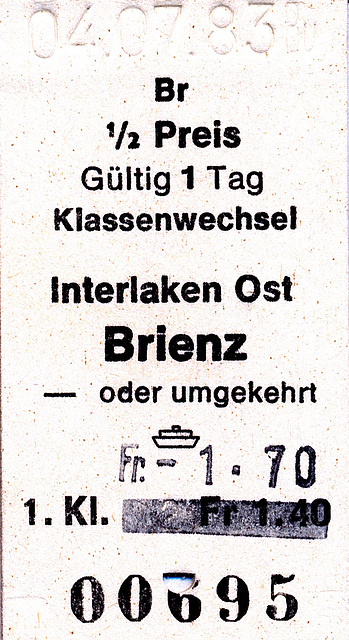 04.07.83
Br
½ Preis
Gültig 1 Tag
Klassenwechsel
Interlaken Ost
Brienz
— oder umgekehrt
Fr. - 1.70
1. Kl. Fr 1.40
00695